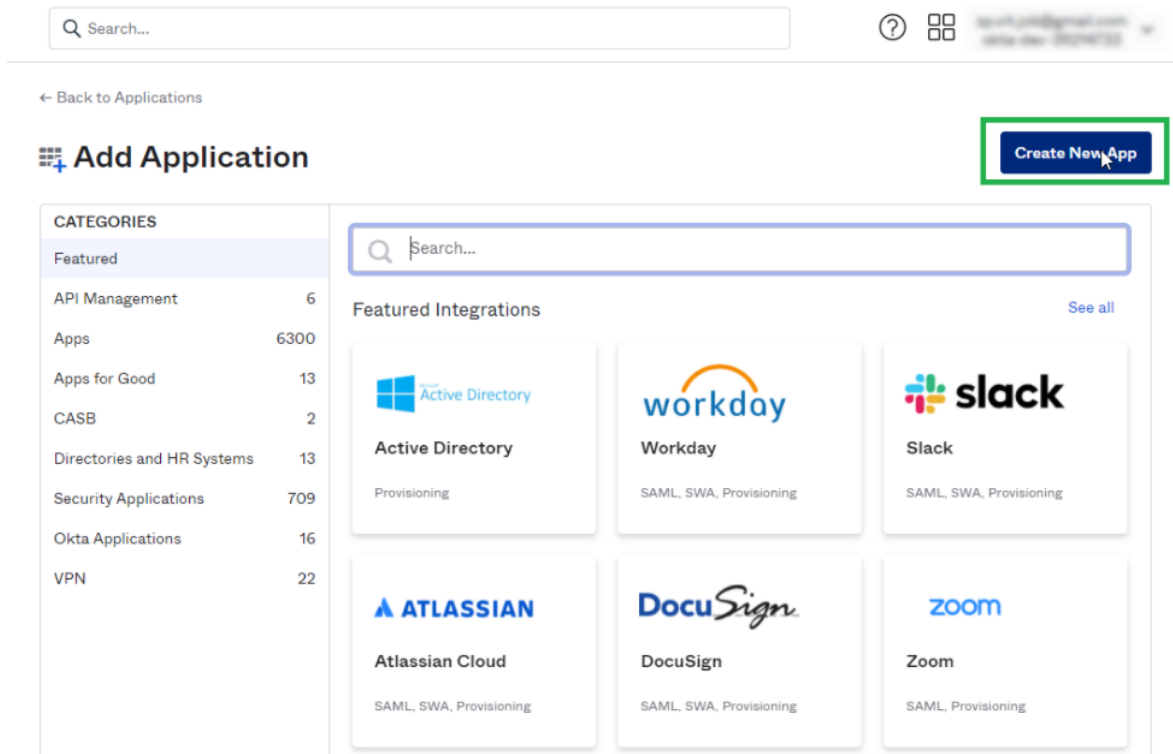 Search...
← Back to Applications
Add Application
Create New App
CATEGORIES
Featured
API Management 6
Apps 6300
Apps for Good 13
CASB 2
Directories and HR Systems 13
Security Applications 709
Okta Applications 16
VPN 22
Search...
Featured Integrations
See all
Microsoft
Active Directory
Active Directory
Provisioning
workday
Workday
SAML, SWA, Provisioning
slack
Slack
SAML, SWA, Provisioning
ATLASSIAN
Atlassian Cloud
SAML, SWA, Provisioning
DocuSign
DocuSign
SAML, SWA, Provisioning
zoom
Zoom
SAML, Provisioning